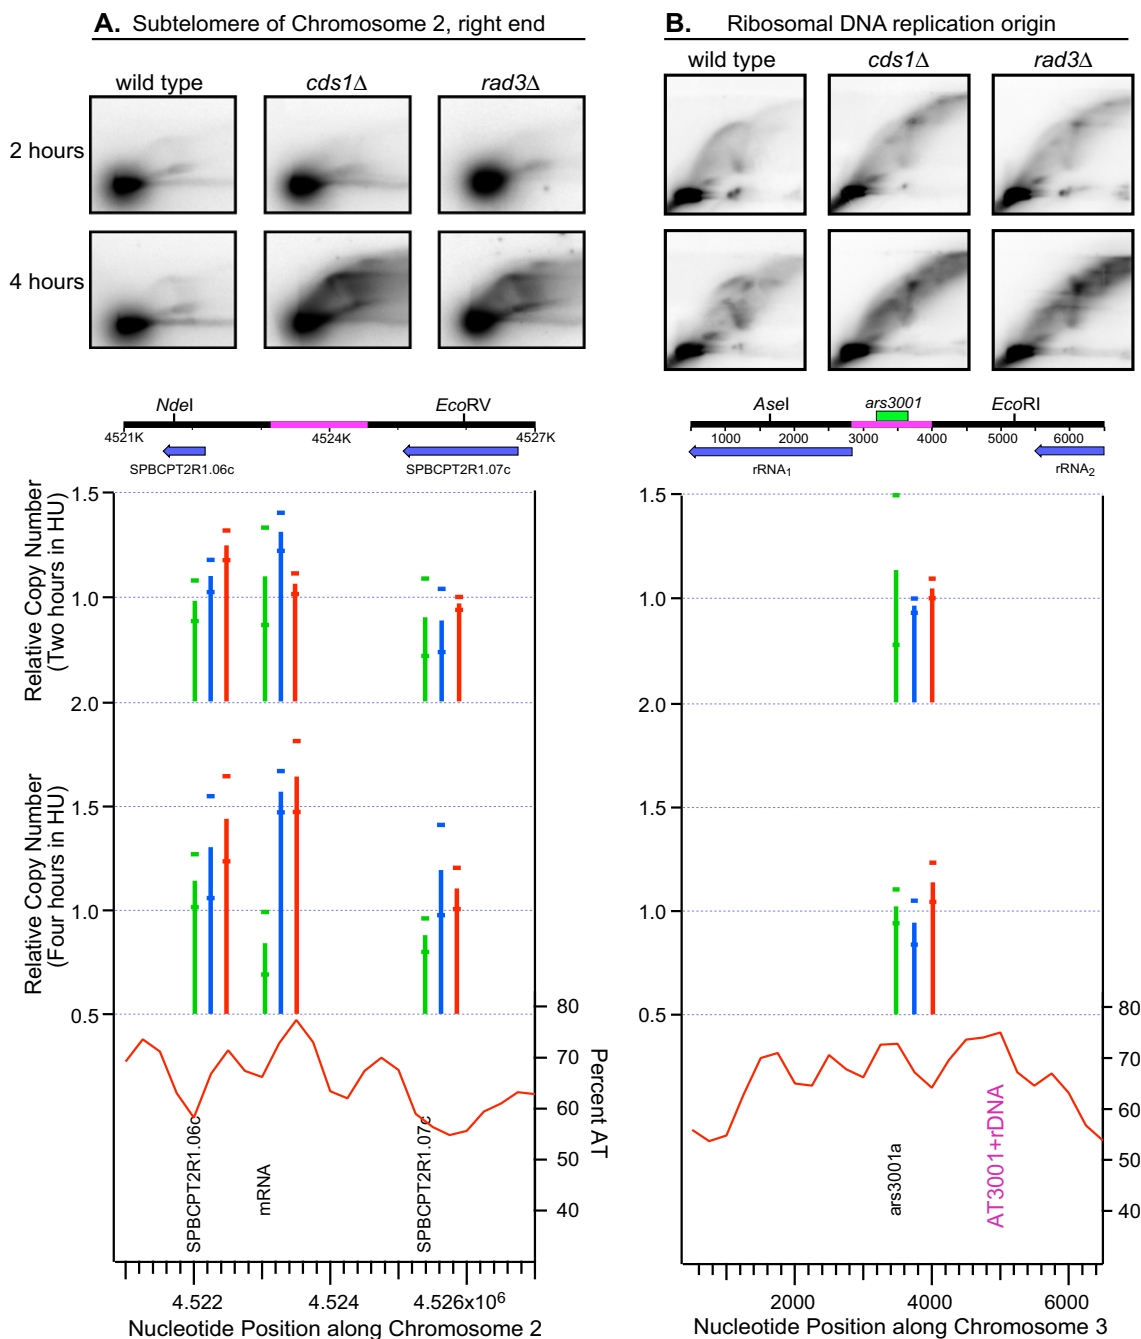 A. Subtelomere of Chromosome 2, right end
B. Ribosomal DNA replication origin
wild type cds1Δ rad3Δ
wild type cds1Δ rad3Δ
2 hours
4 hours
NdeI EcoRV
4521K 4524K 4527K
SPBCPT2R1.06c SPBCPT2R1.07c
AseI ars3001 EcoRI
1000 2000 3000 4000 5000 6000
rRNA1 rRNA2
Relative Copy Number
(Two hours in HU)
1.5
1.0
2.0
Relative Copy Number
(Four hours in HU)
1.5
1.0
0.5
80
70
60
50
40
Percent AT
SPBCPT2R1.06c
mRNA
SPBCPT2R1.07c
4.522 4.524 4.526x10⁶
Nucleotide Position along Chromosome 2
1.5
1.0
2.0
1.5
1.0
0.5
80
70
60
50
40
ars3001a
AT3001+rDNA
2000 4000 6000
Nucleotide Position along Chromosome 3